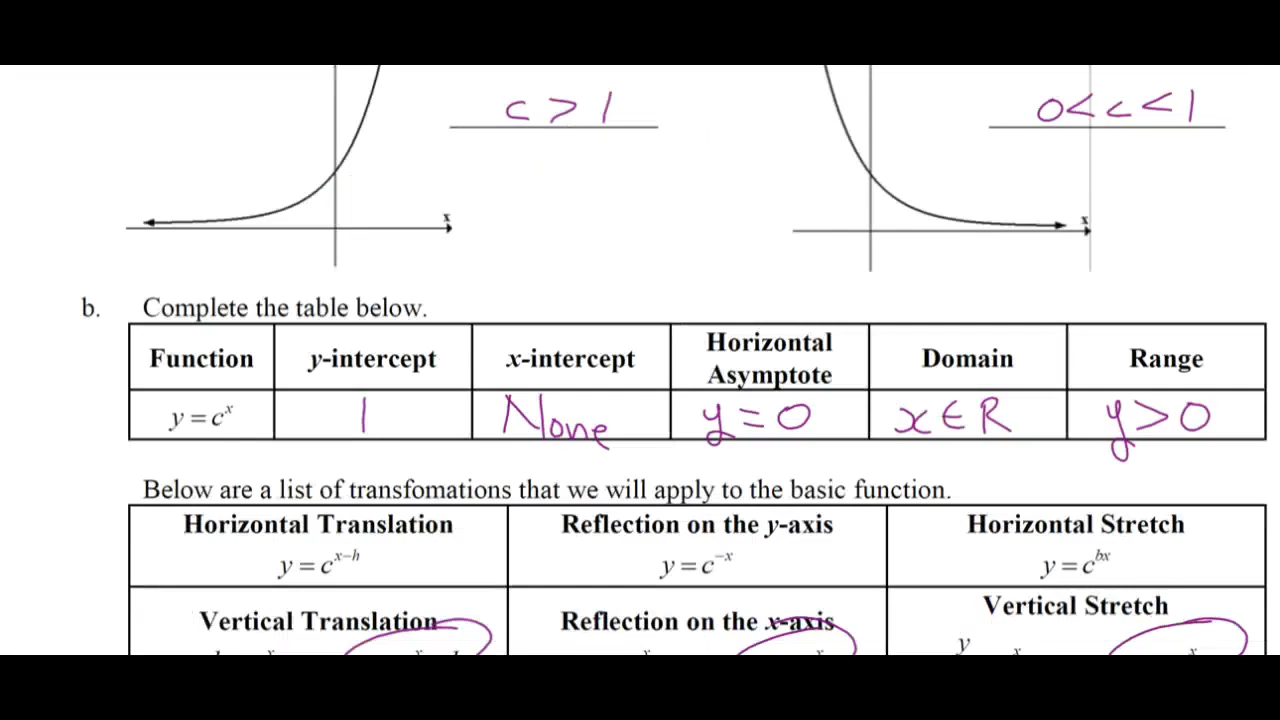 c > 1
0 < c < 1
x
x
b. Complete the table below.
Function y-intercept x-intercept Horizontal Asymptote Domain Range
y = c^x 1 None y = 0 x ∈ R y > 0
Below are a list of transfomations that we will apply to the basic function.
Horizontal Translation Reflection on the y-axis Horizontal Stretch
y = c^{x-h} y = c^{-x} y = c^{bx}
Vertical Translation Reflection on the x-axis Vertical Stretch